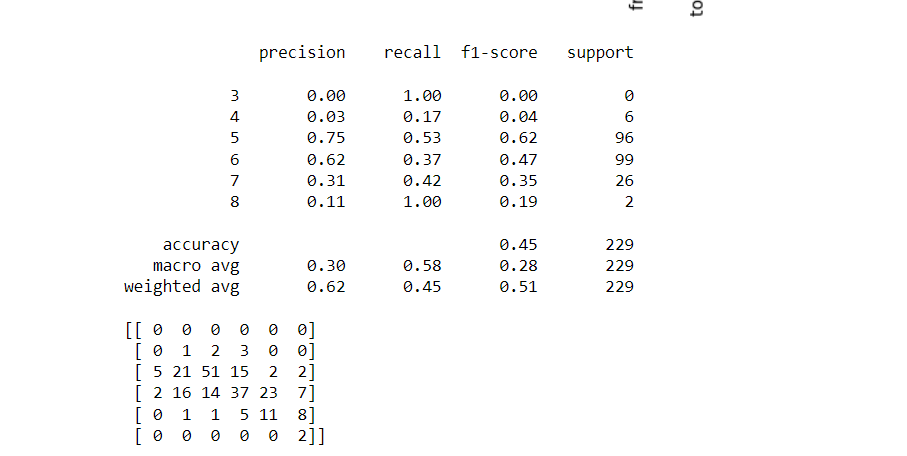 fr
to
precision recall f1-score support
3 0.00 1.00 0.00 0
4 0.03 0.17 0.04 6
5 0.75 0.53 0.62 96
6 0.62 0.37 0.47 99
7 0.31 0.42 0.35 26
8 0.11 1.00 0.19 2
accuracy 0.45 229
macro avg 0.30 0.58 0.28 229
weighted avg 0.62 0.45 0.51 229
[[ 0 0 0 0 0 0]
[ 0 1 2 3 0 0]
[ 5 21 51 15 2 2]
[ 2 16 14 37 23 7]
[ 0 1 1 5 11 8]
[ 0 0 0 0 0 2]]